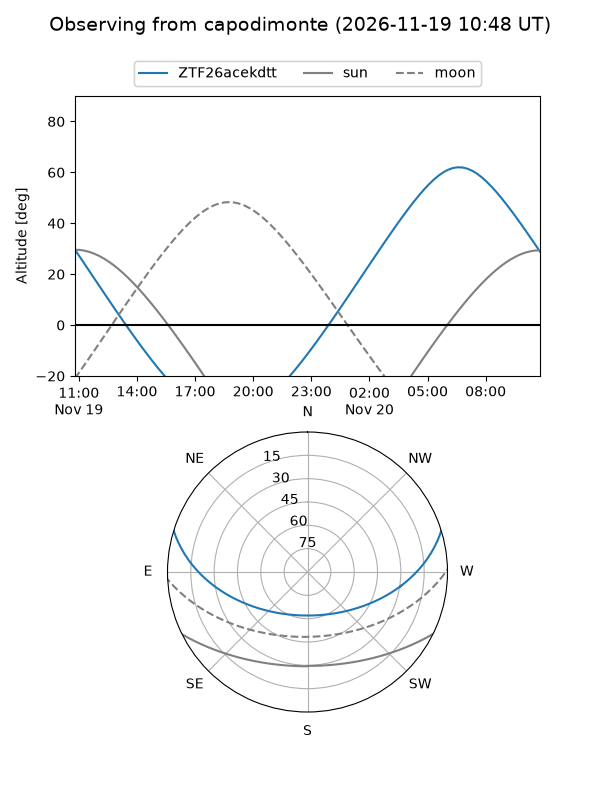 Observing from capodimonte (2026-11-19 10:48 UT)
ZTF26acekdtt sun moon
80
60
40
20
0
−20
Altitude [deg]
11:00 14:00 17:00 20:00 23:00 02:00 05:00 08:00
Nov 19 Nov 20
N
NE NW
15
30
45
60
75
E W
SE SW
S